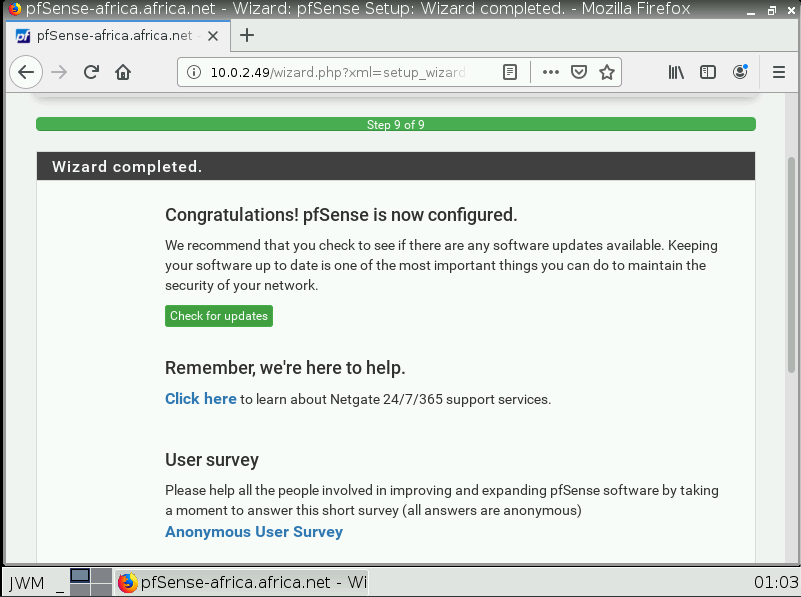 pfSense-africa.africa.net - Wizard: pfSense Setup: Wizard completed. - Mozilla Firefox
pfSense-africa.africa.net -
10.0.2.49/wizard.php?xml=setup_wizard
Step 9 of 9
Wizard completed.
Congratulations! pfSense is now configured.
We recommend that you check to see if there are any software updates available. Keeping
your software up to date is one of the most important things you can do to maintain the
security of your network.
Check for updates
Remember, we're here to help.
Click here to learn about Netgate 24/7/365 support services.
User survey
Please help all the people involved in improving and expanding pfSense software by taking
a moment to answer this short survey (all answers are anonymous)
Anonymous User Survey
JWM _ pfSense-africa.africa.net - Wi 01:03